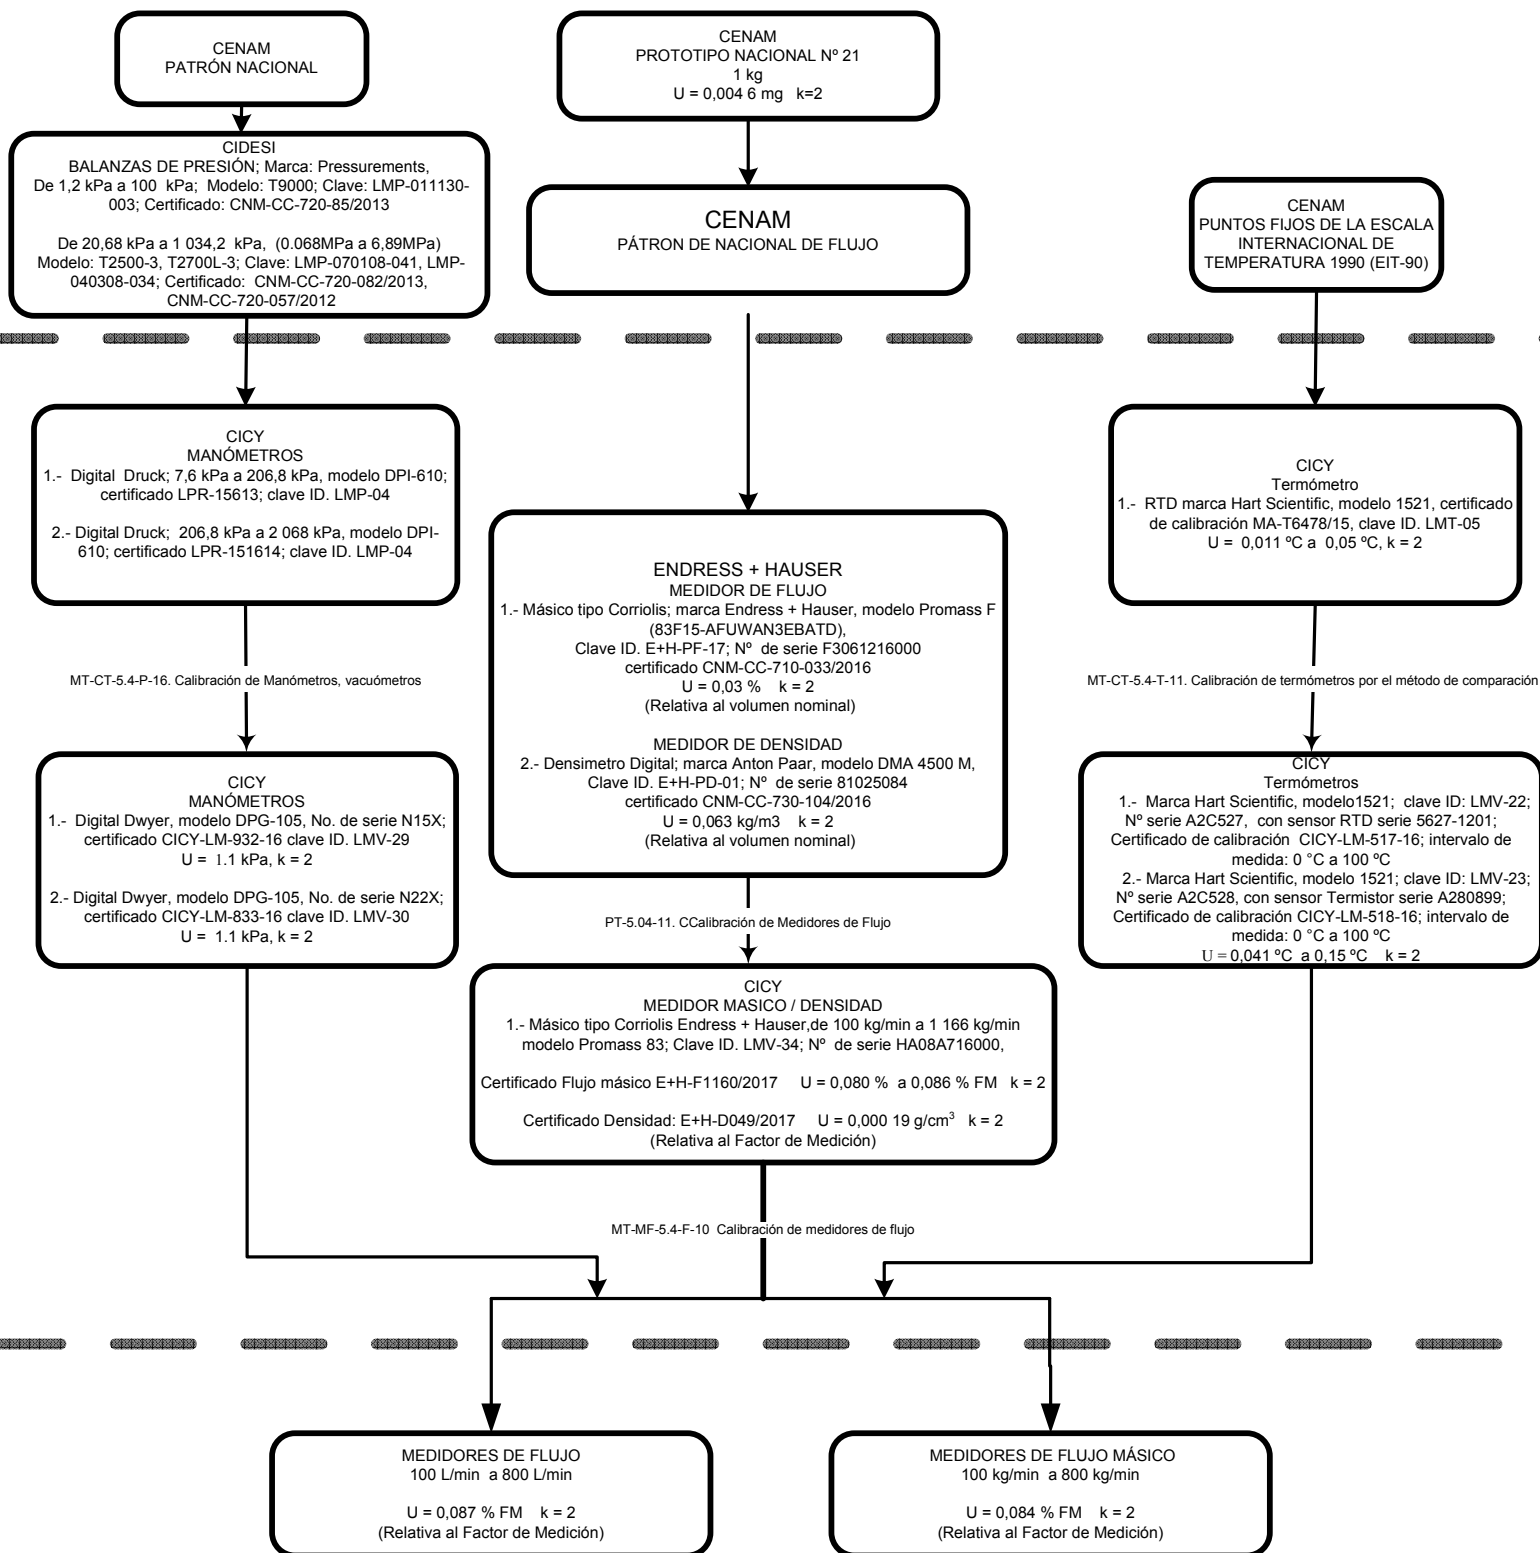 CENAM
PATRÓN NACIONAL
CENAM
PROTOTIPO NACIONAL Nº 21
1 kg
U = 0,004 6 mg k=2
CIDESI
BALANZAS DE PRESIÓN; Marca: Pressurements,
De 1,2 kPa a 100 kPa; Modelo: T9000; Clave: LMP-011130-
003; Certificado: CNM-CC-720-85/2013
De 20,68 kPa a 1 034,2 kPa, (0.068MPa a 6,89MPa)
Modelo: T2500-3, T2700L-3; Clave: LMP-070108-041, LMP-
040308-034; Certificado: CNM-CC-720-082/2013,
CNM-CC-720-057/2012
CENAM
PÁTRON DE NACIONAL DE FLUJO
CENAM
PUNTOS FIJOS DE LA ESCALA
INTERNACIONAL DE
TEMPERATURA 1990 (EIT-90)
CICY
MANÓMETROS
1.- Digital Druck; 7,6 kPa a 206,8 kPa, modelo DPI-610;
certificado LPR-15613; clave ID. LMP-04
2.- Digital Druck; 206,8 kPa a 2 068 kPa, modelo DPI-
610; certificado LPR-151614; clave ID. LMP-04
ENDRESS + HAUSER
MEDIDOR DE FLUJO
1.- Másico tipo Corriolis; marca Endress + Hauser, modelo Promass F
(83F15-AFUWAN3EBATD),
Clave ID. E+H-PF-17; Nº de serie F3061216000
certificado CNM-CC-710-033/2016
U = 0,03 % k = 2
(Relativa al volumen nominal)
MEDIDOR DE DENSIDAD
2.- Densimetro Digital; marca Anton Paar, modelo DMA 4500 M,
Clave ID. E+H-PD-01; Nº de serie 81025084
certificado CNM-CC-730-104/2016
U = 0,063 kg/m3 k = 2
(Relativa al volumen nominal)
CICY
Termómetro
1.- RTD marca Hart Scientific, modelo 1521, certificado
de calibración MA-T6478/15, clave ID. LMT-05
U = 0,011 ºC a 0,05 ºC, k = 2
MT-CT-5.4-P-16. Calibración de Manómetros, vacuómetros
MT-CT-5.4-T-11. Calibración de termómetros por el método de comparación
CICY
MANÓMETROS
1.- Digital Dwyer, modelo DPG-105, No. de serie N15X;
certificado CICY-LM-932-16 clave ID. LMV-29
U = 1.1 kPa, k = 2
2.- Digital Dwyer, modelo DPG-105, No. de serie N22X;
certificado CICY-LM-833-16 clave ID. LMV-30
U = 1.1 kPa, k = 2
CICY
Termómetros
1.- Marca Hart Scientific, modelo1521; clave ID: LMV-22;
Nº serie A2C527, con sensor RTD serie 5627-1201;
Certificado de calibración CICY-LM-517-16; intervalo de
medida: 0 °C a 100 ºC
2.- Marca Hart Scientific, modelo 1521; clave ID: LMV-23;
Nº serie A2C528, con sensor Termistor serie A280899;
Certificado de calibración CICY-LM-518-16; intervalo de
medida: 0 °C a 100 ºC
U = 0,041 ºC a 0,15 ºC k = 2
PT-5.04-11. CCalibración de Medidores de Flujo
CICY
MEDIDOR MASICO / DENSIDAD
1.- Másico tipo Corriolis Endress + Hauser,de 100 kg/min a 1 166 kg/min
modelo Promass 83; Clave ID. LMV-34; Nº de serie HA08A716000,
Certificado Flujo másico E+H-F1160/2017 U = 0,080 % a 0,086 % FM k = 2
Certificado Densidad: E+H-D049/2017 U = 0,000 19 g/cm³ k = 2
(Relativa al Factor de Medición)
MT-MF-5.4-F-10 Calibración de medidores de flujo
MEDIDORES DE FLUJO
100 L/min a 800 L/min
U = 0,087 % FM k = 2
(Relativa al Factor de Medición)
MEDIDORES DE FLUJO MÁSICO
100 kg/min a 800 kg/min
U = 0,084 % FM k = 2
(Relativa al Factor de Medición)